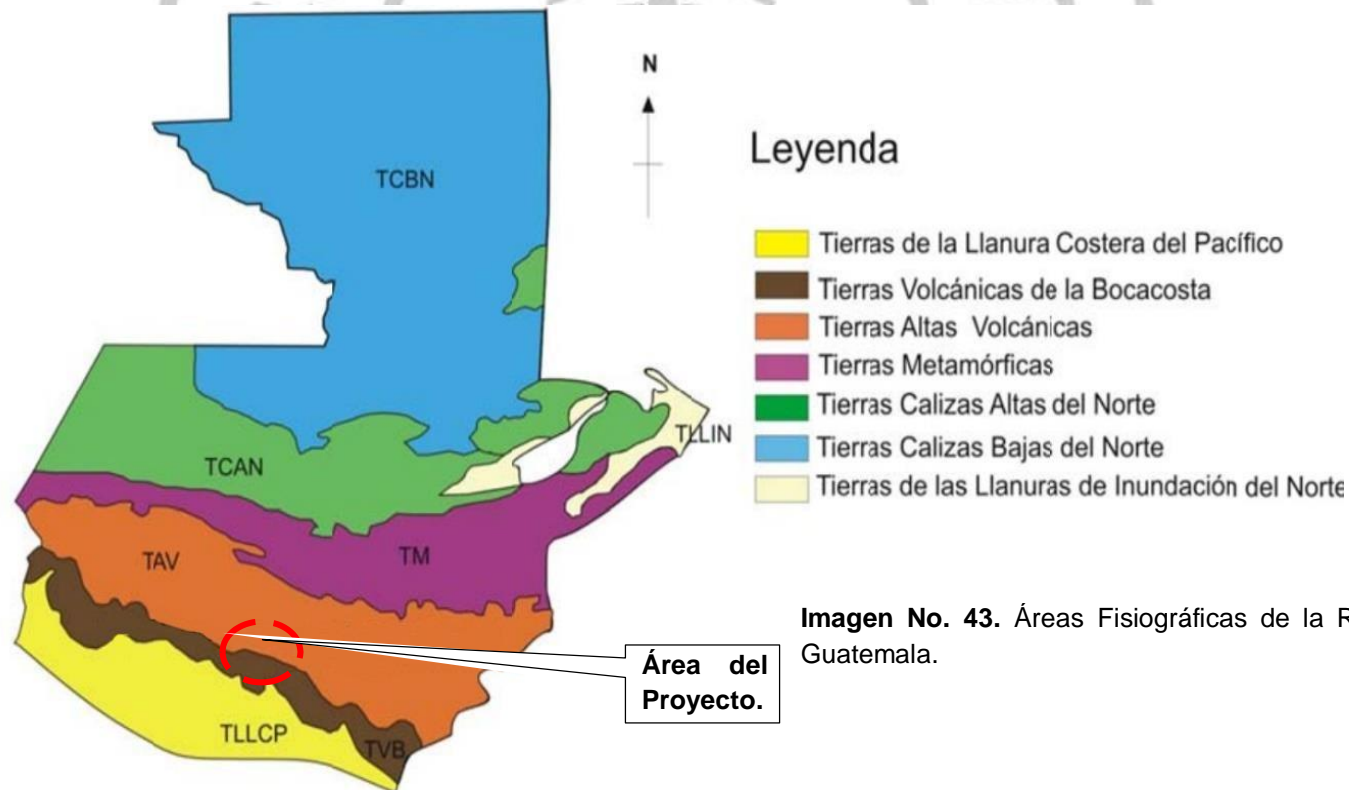 N
Leyenda
Tierras de la Llanura Costera del Pacífico
Tierras Volcánicas de la Bocacosta
Tierras Altas Volcánicas
Tierras Metamórficas
Tierras Calizas Altas del Norte
Tierras Calizas Bajas del Norte
Tierras de las Llanuras de Inundación del Norte
TCBN
TCAN
TLLIN
TM
TAV
TLLCP
TVB
Área del
Proyecto.
Imagen No. 43. Áreas Fisiográficas de la R
Guatemala.